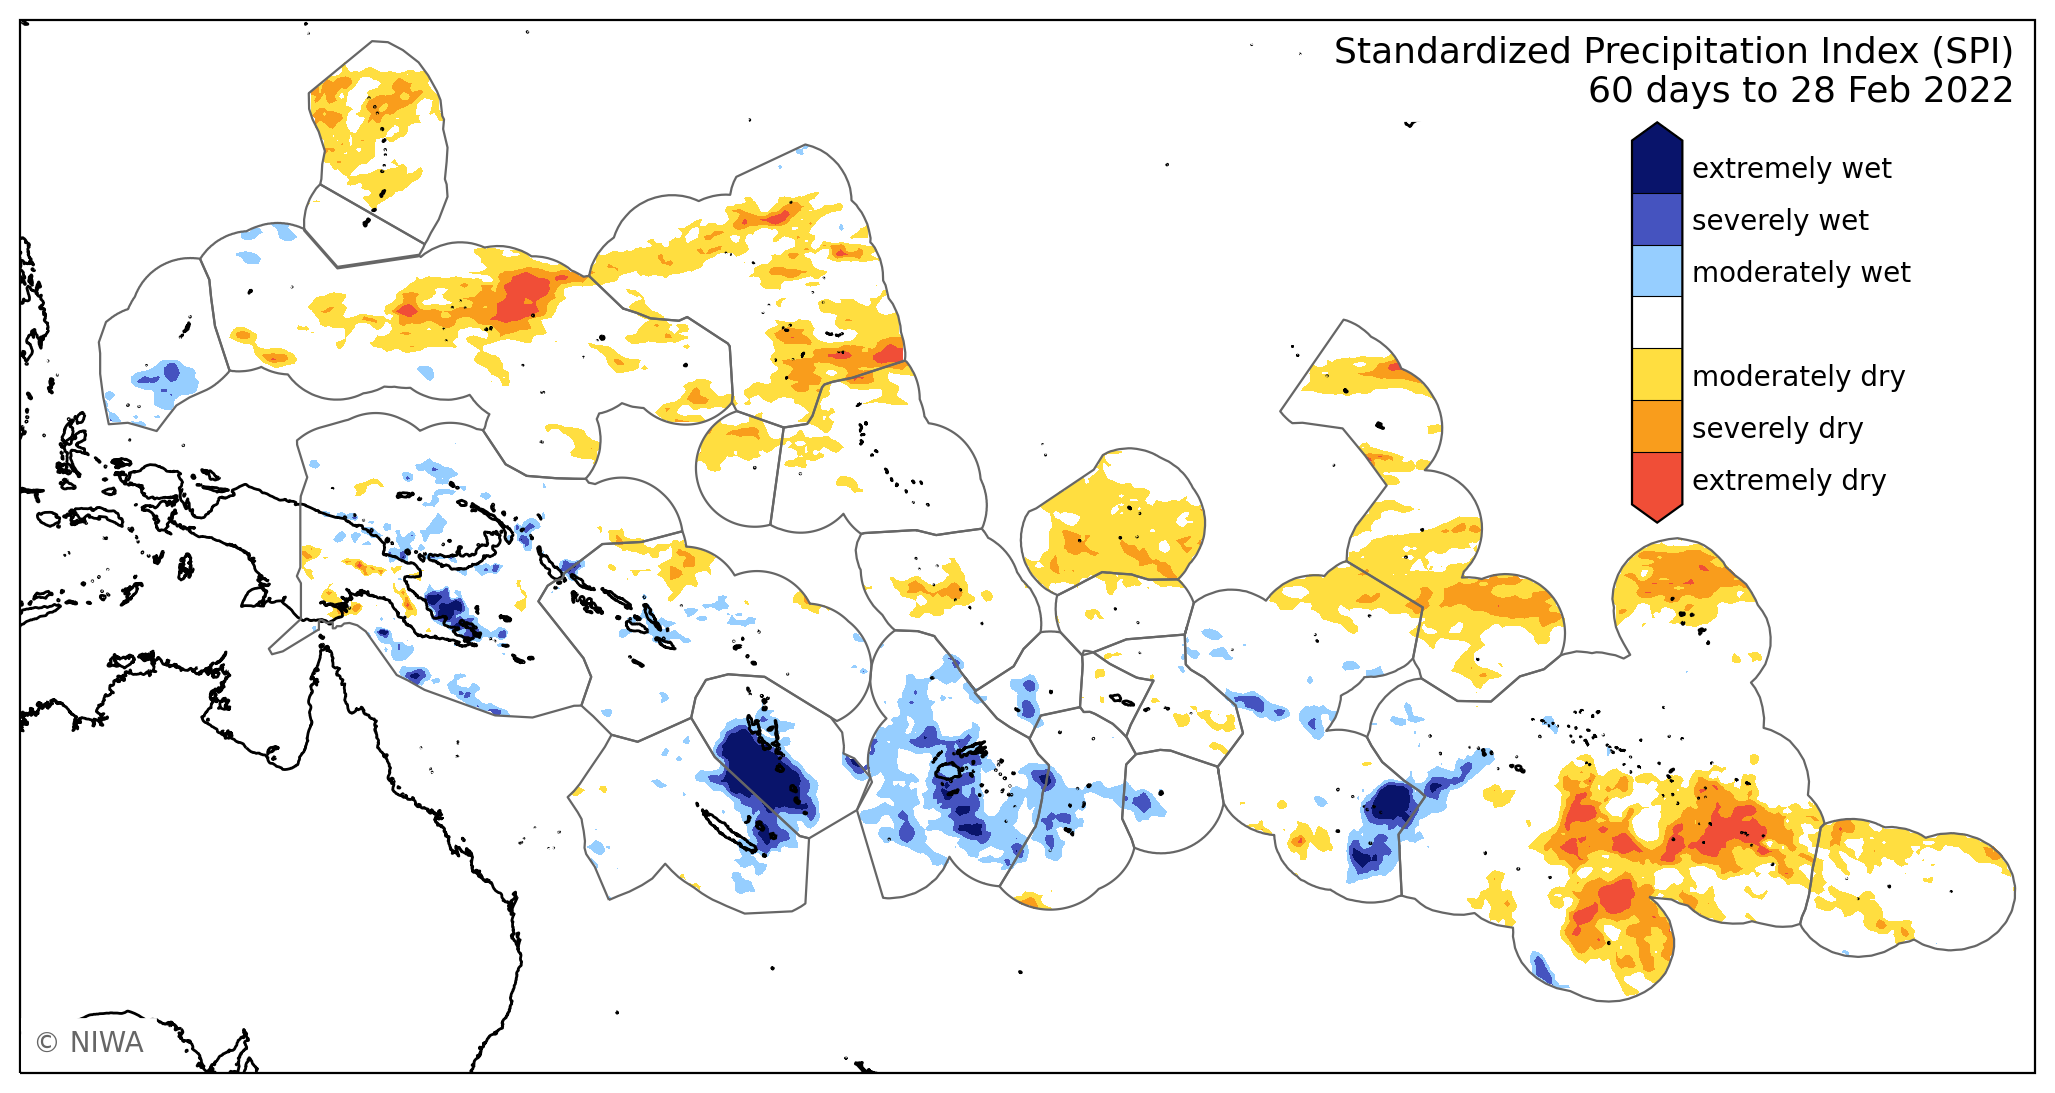 Standardized Precipitation Index (SPI)
60 days to 28 Feb 2022
extremely wet
severely wet
moderately wet
moderately dry
severely dry
extremely dry
© NIWA